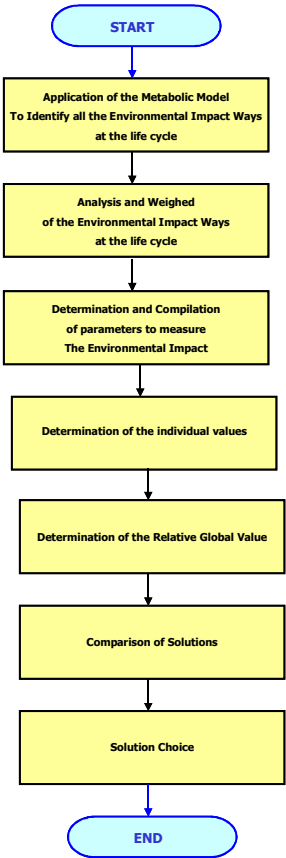 START
Application of the Metabolic Model
To Identify all the Environmental Impact Ways
at the life cycle
Analysis and Weighed
of the Environmental Impact Ways
at the life cycle
Determination and Compilation
of parameters to measure
The Environmental Impact
Determination of the individual values
Determination of the Relative Global Value
Comparison of Solutions
Solution Choice
END